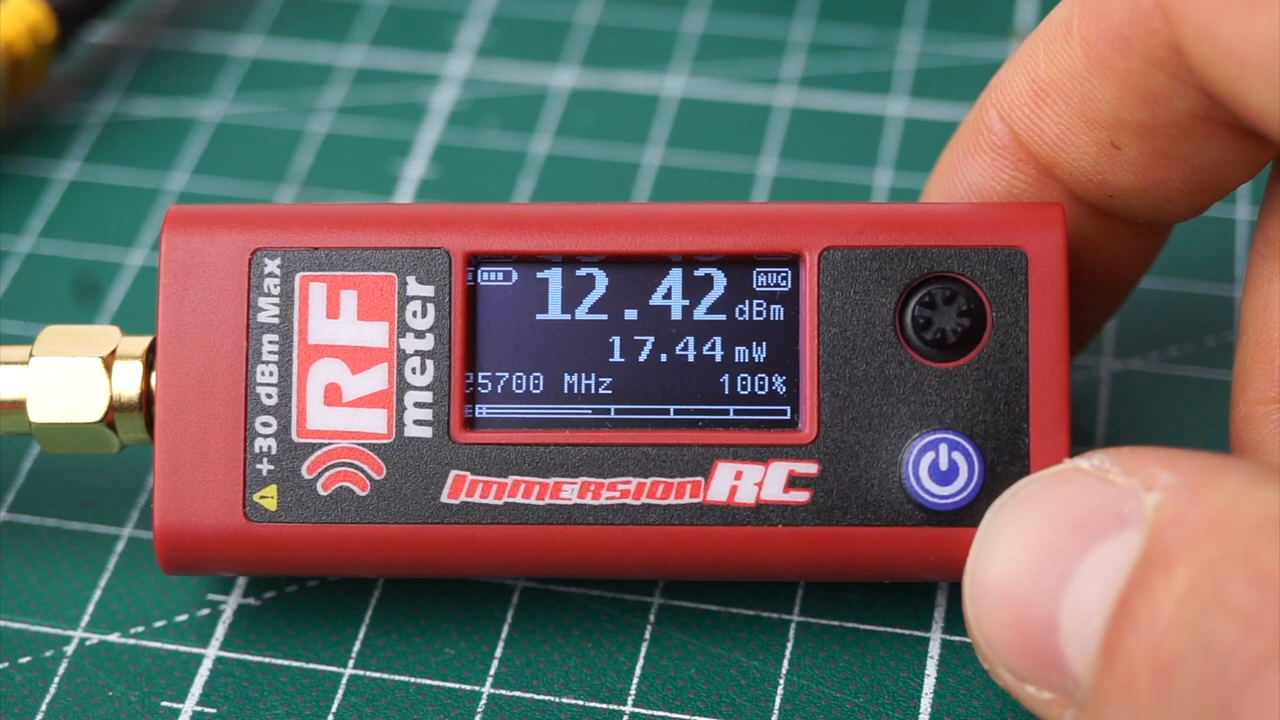 +30 dBm Max
RF
meter
12.42 dBm
AVG
17.44 mW
5700 MHz 100%
ImmersionRC